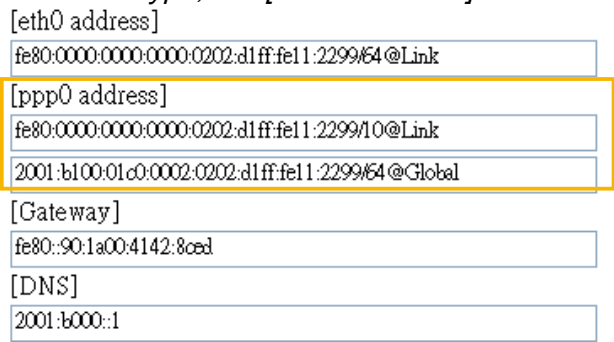 [eth0 address]
fe80:0000:0000:0000:0202:d1ff:fe11:2299/64@Link
[ppp0 address]
fe80:0000:0000:0000:0202:d1ff:fe11:2299/10@Link
2001:b100:01c0:0002:0202:d1ff:fe11:2299/64@Global
[Gateway]
fe80::90:1a00:4142:8ced
[DNS]
2001:b000::1